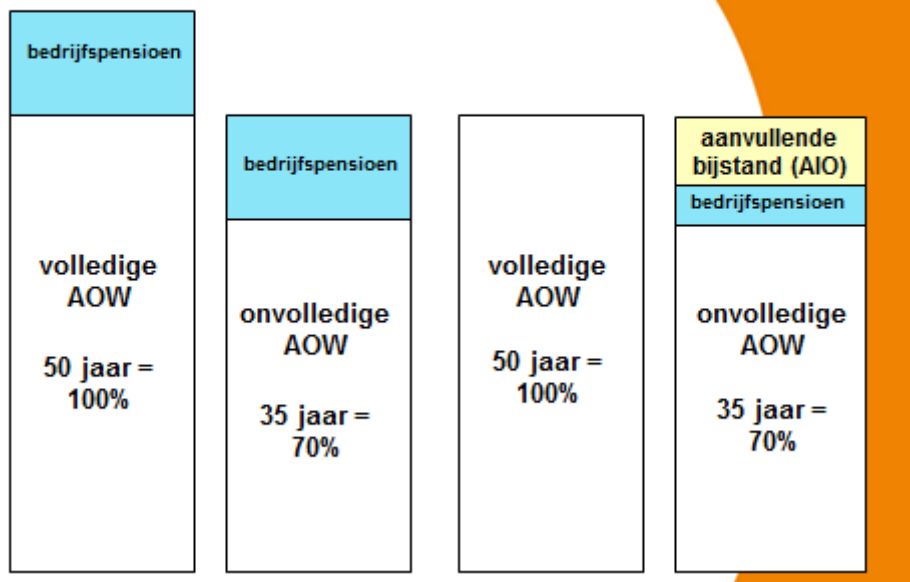 bedrijfspensioen
volledige
AOW
50 jaar =
100%
bedrijfspensioen
onvolledige
AOW
35 jaar =
70%
volledige
AOW
50 jaar =
100%
aanvullende
bijstand (AIO)
bedrijfspensioen
onvolledige
AOW
35 jaar =
70%